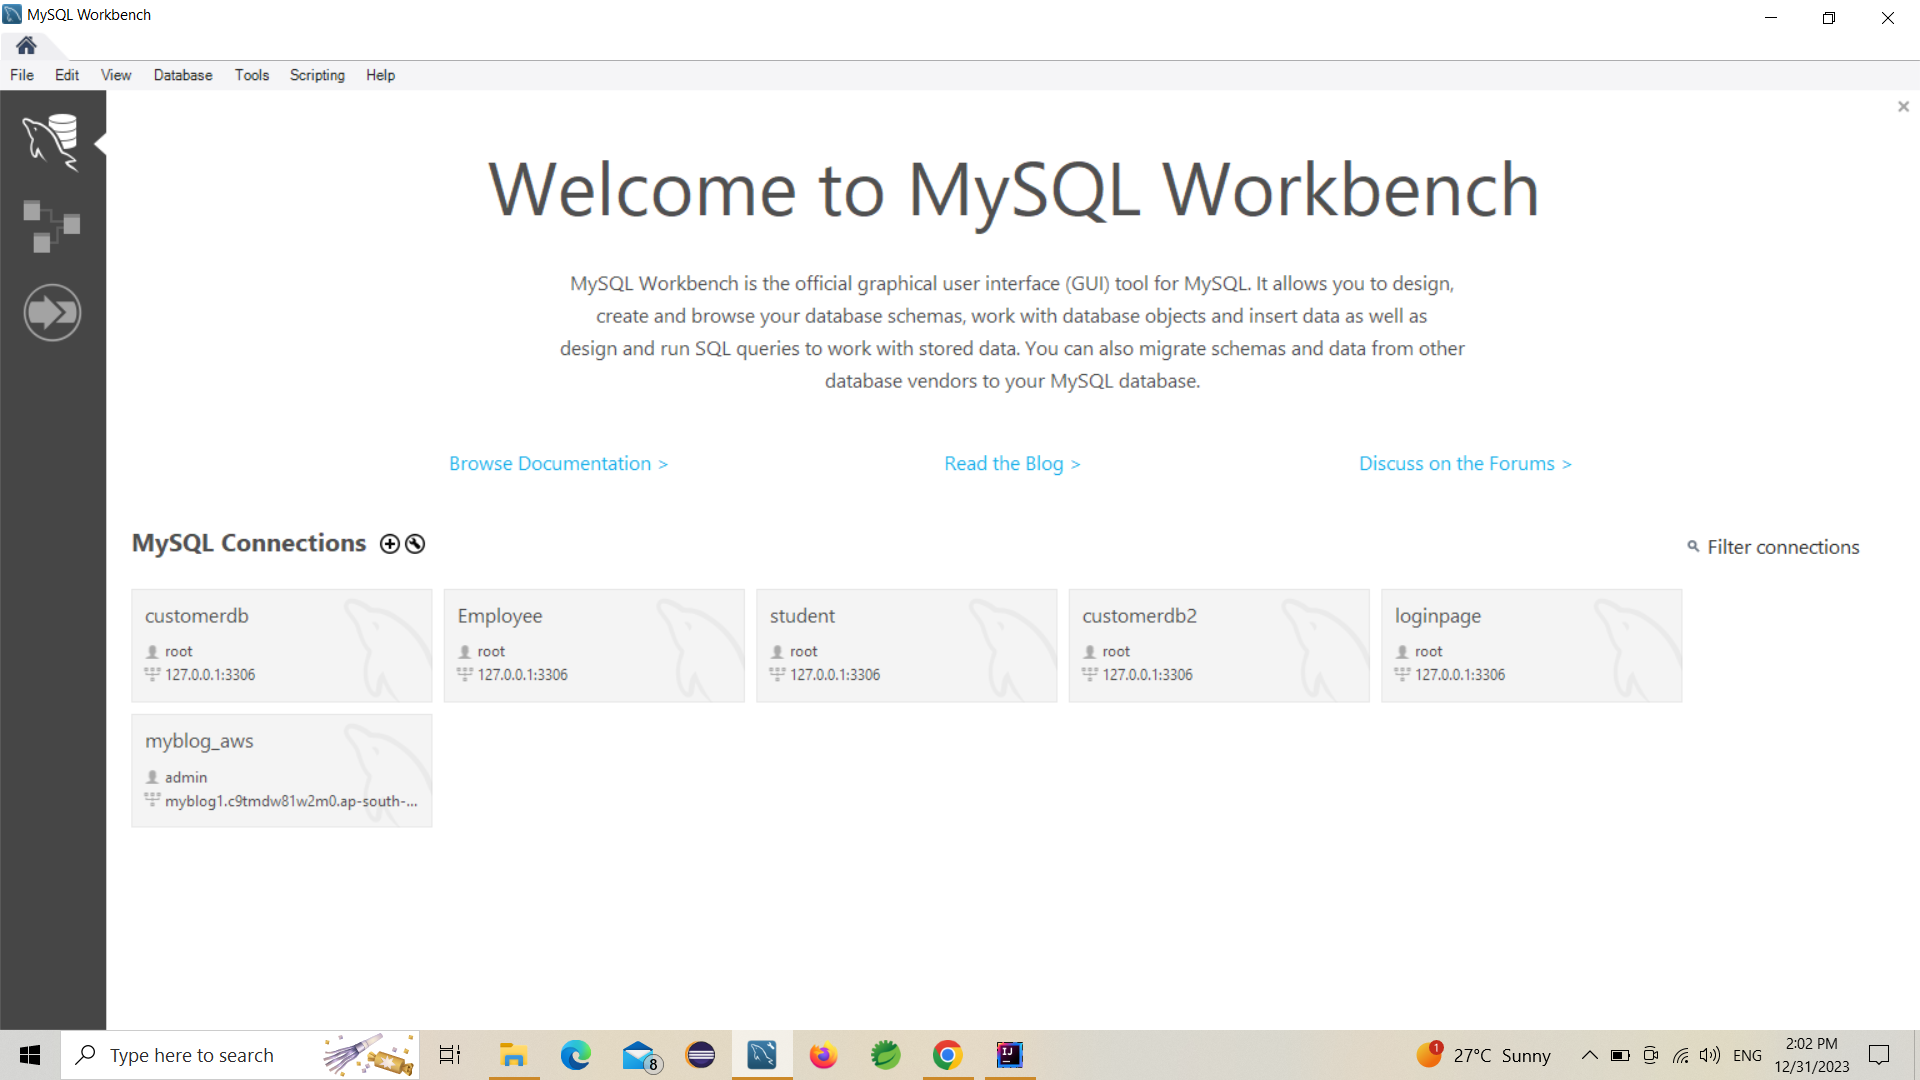 MySQL Workbench
File Edit View Database Tools Scripting Help
Welcome to MySQL Workbench
MySQL Workbench is the official graphical user interface (GUI) tool for MySQL. It allows you to design,
create and browse your database schemas, work with database objects and insert data as well as
design and run SQL queries to work with stored data. You can also migrate schemas and data from other
database vendors to your MySQL database.
Browse Documentation > Read the Blog > Discuss on the Forums >
MySQL Connections
Filter connections
customerdb
root
127.0.0.1:3306
Employee
root
127.0.0.1:3306
student
root
127.0.0.1:3306
customerdb2
root
127.0.0.1:3306
loginpage
root
127.0.0.1:3306
myblog_aws
admin
myblog1.c9tmdw81w2m0.ap-south-...
Type here to search
8
IJ
1
27°C Sunny
ENG
2:02 PM
12/31/2023